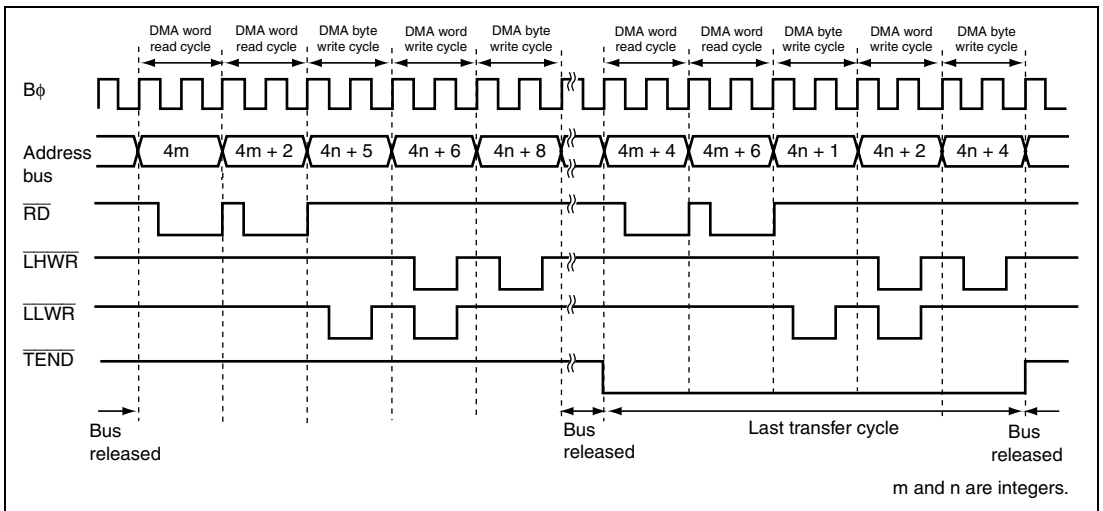 DMA word read cycle
DMA word read cycle
DMA byte write cycle
DMA word write cycle
DMA byte write cycle
DMA word read cycle
DMA word read cycle
DMA byte write cycle
DMA word write cycle
DMA byte write cycle
Bϕ
Address bus
4m
4m + 2
4n + 5
4n + 6
4n + 8
4m + 4
4m + 6
4n + 1
4n + 2
4n + 4
RD
LHWR
LLWR
TEND
Bus released
Bus released
Last transfer cycle
Bus released
m and n are integers.